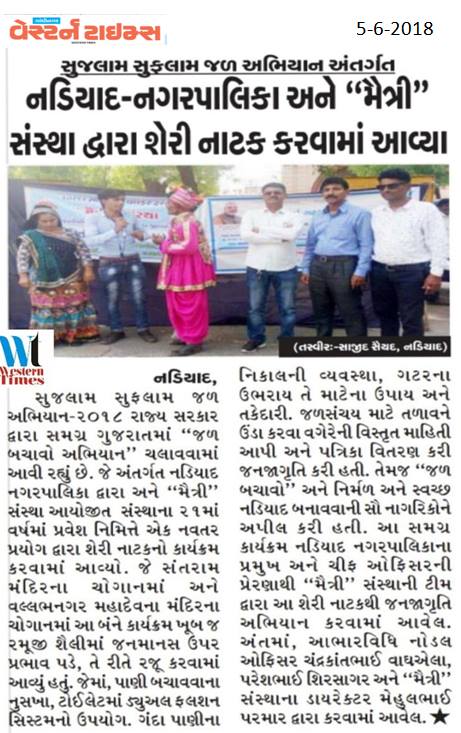 ગાંધીનગર
વેસ્ટર્ન ટાઇમ્સ
WESTERN TIMES
5-6-2018
સુજલામ સુફલામ જળ અભિયાન અંતર્ગત
નડિયાદ-નગરપાલિકા અને “મૈત્રી”
સંસ્થા દ્વારા શેરી નાટક કરવામાં આવ્યા
(તસ્વીરઃ-સાજીદ સૈયદ, નડિયાદ)
Wt
Western
Times
નડિયાદ,
સુજલામ સુફલામ જળ
અભિયાન-૨૦૧૮ રાજ્ય સરકાર
દ્વારા સમગ્ર ગુજરાતમાં “જળ
બચાવો અભિયાન” ચલાવવામાં
આવી રહ્યું છે. જે અંતર્ગત નડિયાદ
નગરપાલિકા દ્વારા અને “મૈત્રી”
સંસ્થા આયોજીત સંસ્થાના ૨૧માં
વર્ષમાં પ્રવેશ નિમિત્તે એક નવતર
પ્રયોગ દ્વારા શેરી નાટકનો કાર્યક્રમ
કરવામાં આવ્યો. જે સંતરામ
મંદિરના ચોગાનમાં અને
વલ્લભનગર મહાદેવના મંદિરના
ચોગાનમાં આ બંને કાર્યક્રમ ખૂબ જ
રમૂજી શૈલીમાં જનમાનસ ઉપર
પ્રભાવ પડે, તે રીતે રજૂ કરવામાં
આવ્યું હતું. જેમાં, પાણી બચાવવાના
નુસખા, ટોઈલેટમાં ડ્યુઅલ ફલશન
સિસ્ટમનો ઉપયોગ. ગંદા પાણીના
નિકાલની વ્યવસ્થા, ગટરના
ઉભરાય તે માટેના ઉપાય અને
તકેદારી. જળસંચય માટે તળાવને
ઉંડા કરવા વગેરેની વિસ્તૃત માહિતી
આપી અને પત્રિકા વિતરણ કરી
જનજાગૃતિ કરી હતી. તેમજ “જળ
બચાવો” અને નિર્મળ અને સ્વચ્છ
નડિયાદ બનાવવાની સૌ નાગરિકોને
અપીલ કરી હતી. આ સમગ્ર
કાર્યક્રમ નડિયાદ નગરપાલિકાના
પ્રમુખ અને ચીફ ઓફિસરની
પ્રેરણાથી “મૈત્રી” સંસ્થાની ટીમ
દ્વારા આ શેરી નાટકથી જનજાગૃતિ
અભિયાન કરવામાં આવેલ.
અંતમાં, આભારવિધિ નોડલ
ઓફિસર ચંદ્રકાંતભાઈ વાઘએલા,
પરેશભાઈ શિરસાગર અને “મૈત્રી”
સંસ્થાના ડાયરેક્ટર મેહુલભાઈ
પરમાર દ્વારા કરવામાં આવેલ. ★